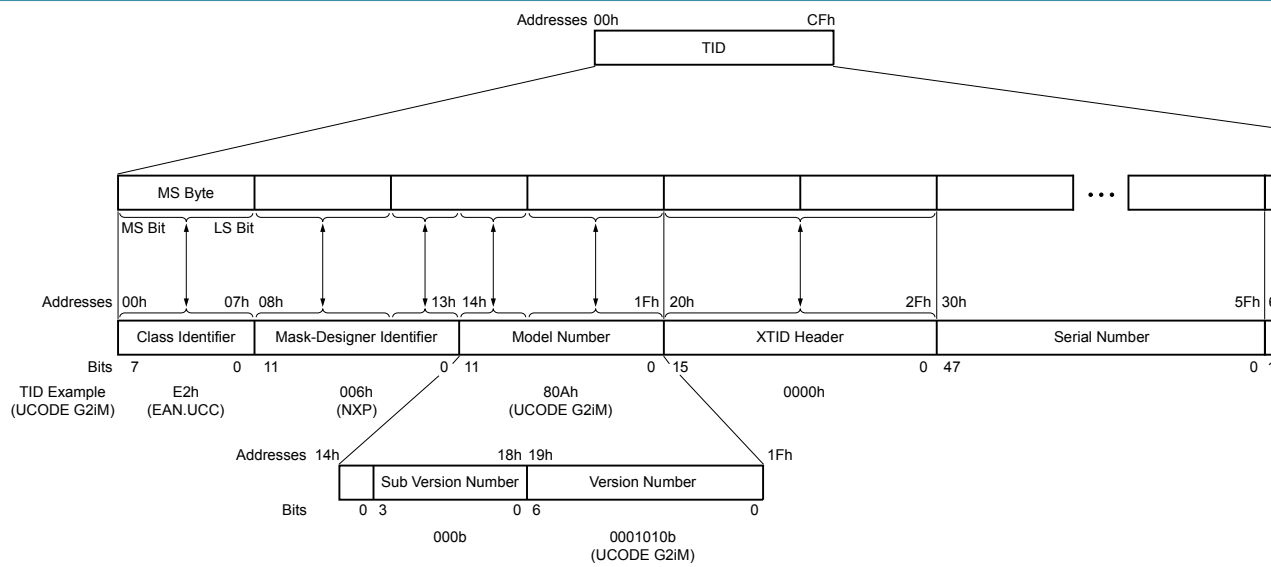 Addresses 00h CFh
TID
MS Byte ...
MS Bit LS Bit
Addresses 00h 07h 08h 13h 14h 1Fh 20h 2Fh 30h 5Fh
Class Identifier Mask-Designer Identifier Model Number XTID Header Serial Number
Bits 7 0 11 0 11 0 15 0 47 0
TID Example E2h 006h 80Ah 0000h
(UCODE G2iM) (EAN.UCC) (NXP) (UCODE G2iM)
Addresses 14h 18h 19h 1Fh
Sub Version Number Version Number
Bits 0 3 0 6 0
000b 0001010b
(UCODE G2iM)